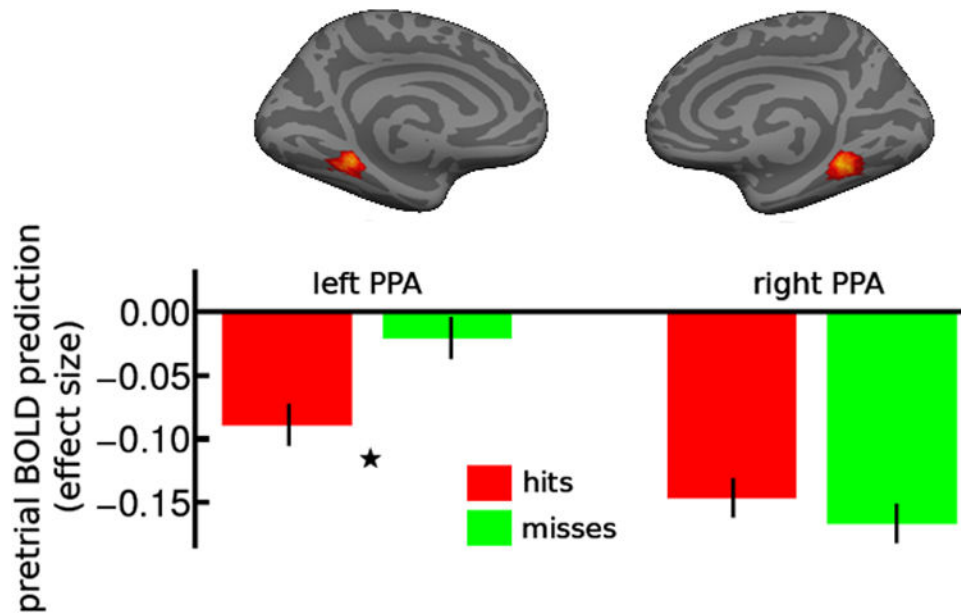 left PPA
right PPA
pretrial BOLD prediction
(effect size)
0.00
−0.05
−0.10
−0.15
hits
misses